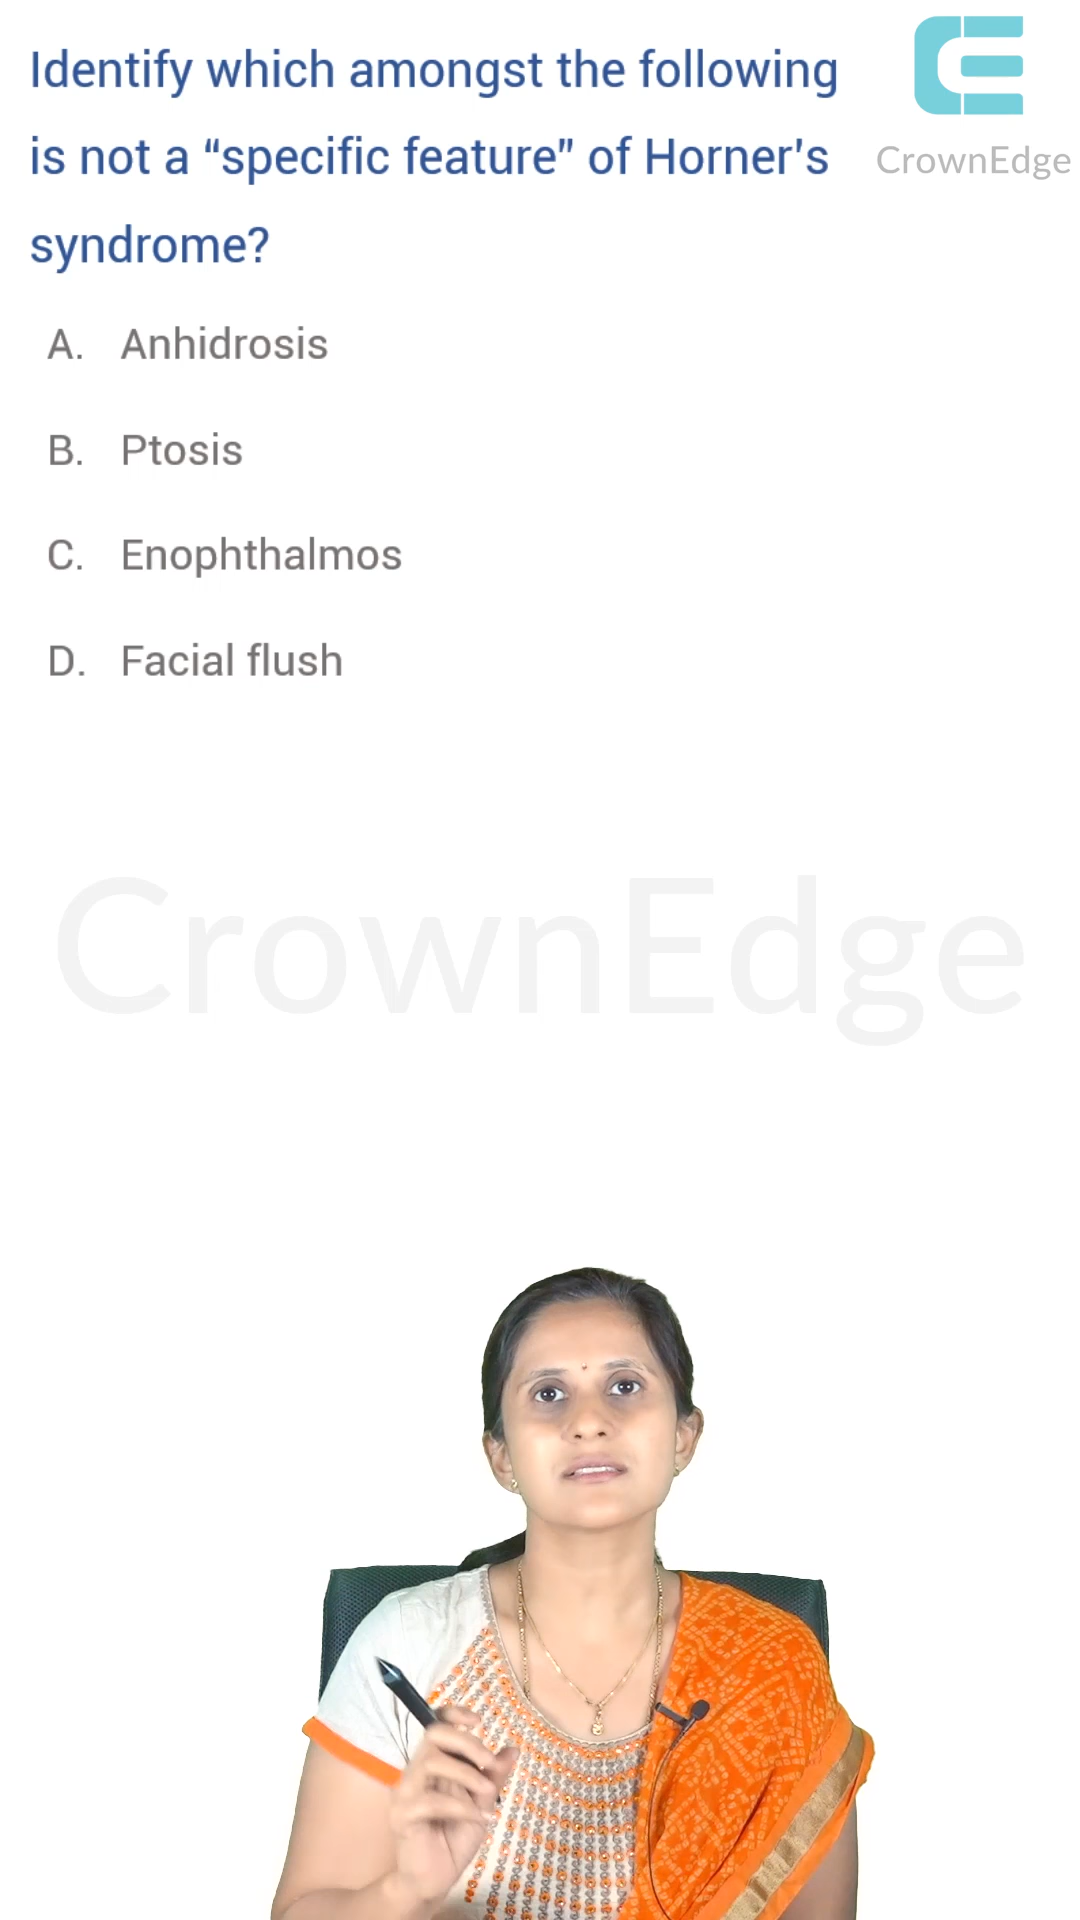 Identify which amongst the following
is not a “specific feature” of Horner's
syndrome?
CrownEdge
A. Anhidrosis
B. Ptosis
C. Enophthalmos
D. Facial flush
CrownEdge